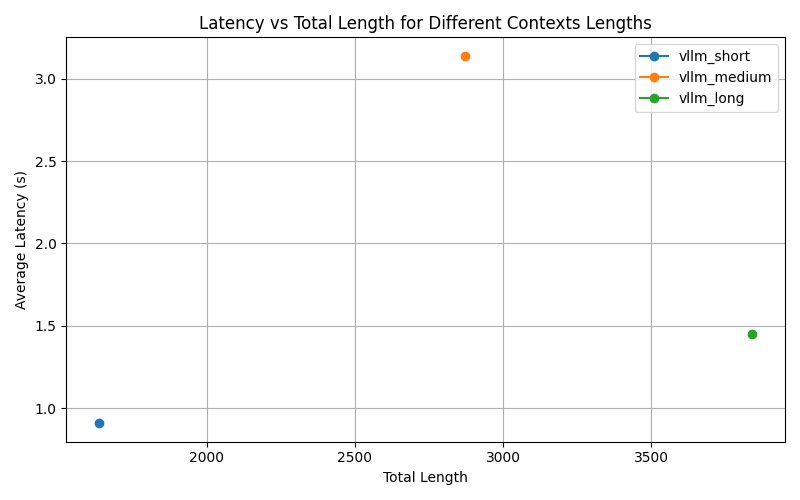 Latency vs Total Length for Different Contexts Lengths
vllm_short
vllm_medium
vllm_long
Average Latency (s)
3.0
2.5
2.0
1.5
1.0
2000 2500 3000 3500
Total Length